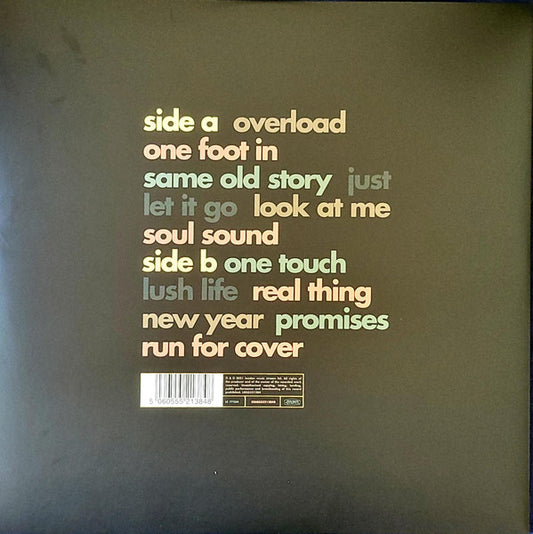 side a overload
one foot in
same old story just
let it go look at me
soul sound
side b one touch
lush life real thing
new year promises
run for cover
5 060555 213848